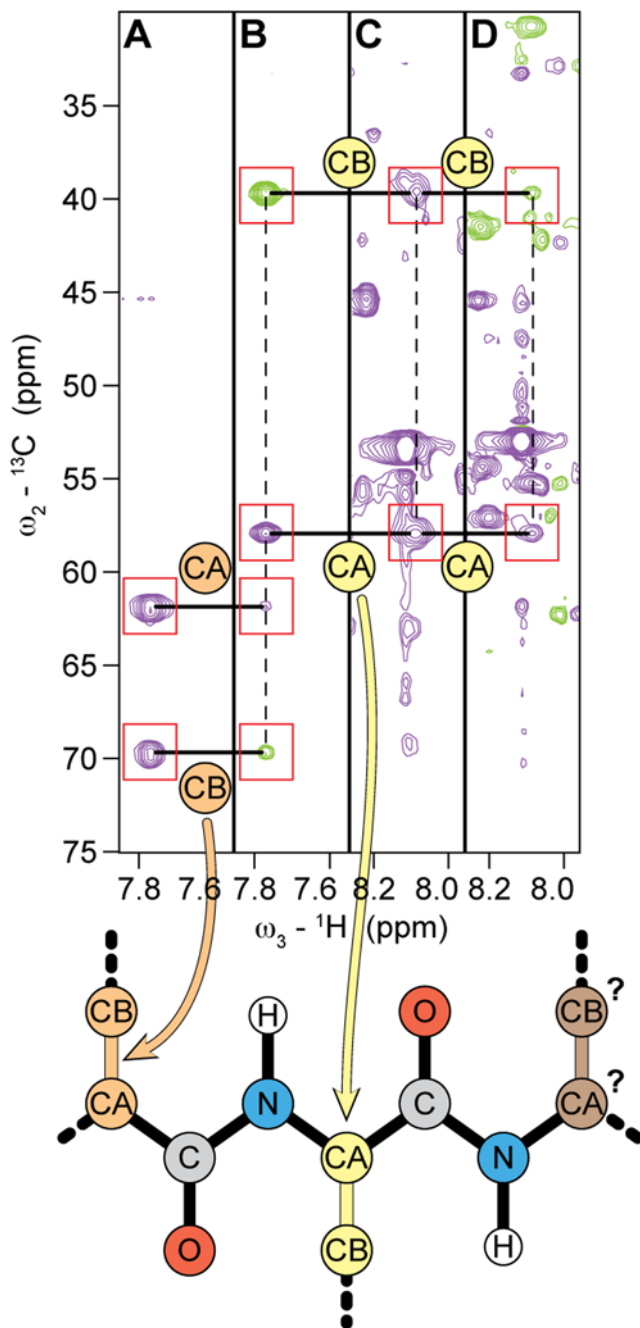 A B C D
35
CB CB
40
45
50
55
CA CA CA
60
65
70
CB
75
7.8 7.6 7.8 7.6 8.2 8.0 8.2 8.0
ω2 - 13C (ppm)
ω3 - 1H (ppm)
CB H O CB ?
CA N C CA ?
C CA N
O CB H